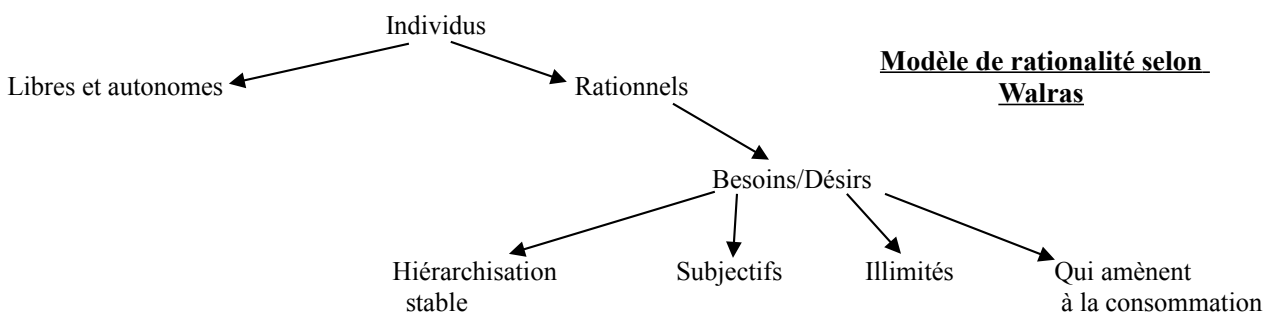 Individus
Modèle de rationalité selon
Walras
Libres et autonomes
Rationnels
Besoins/Désirs
Hiérarchisation
stable
Subjectifs
Illimités
Qui amènent
à la consommation